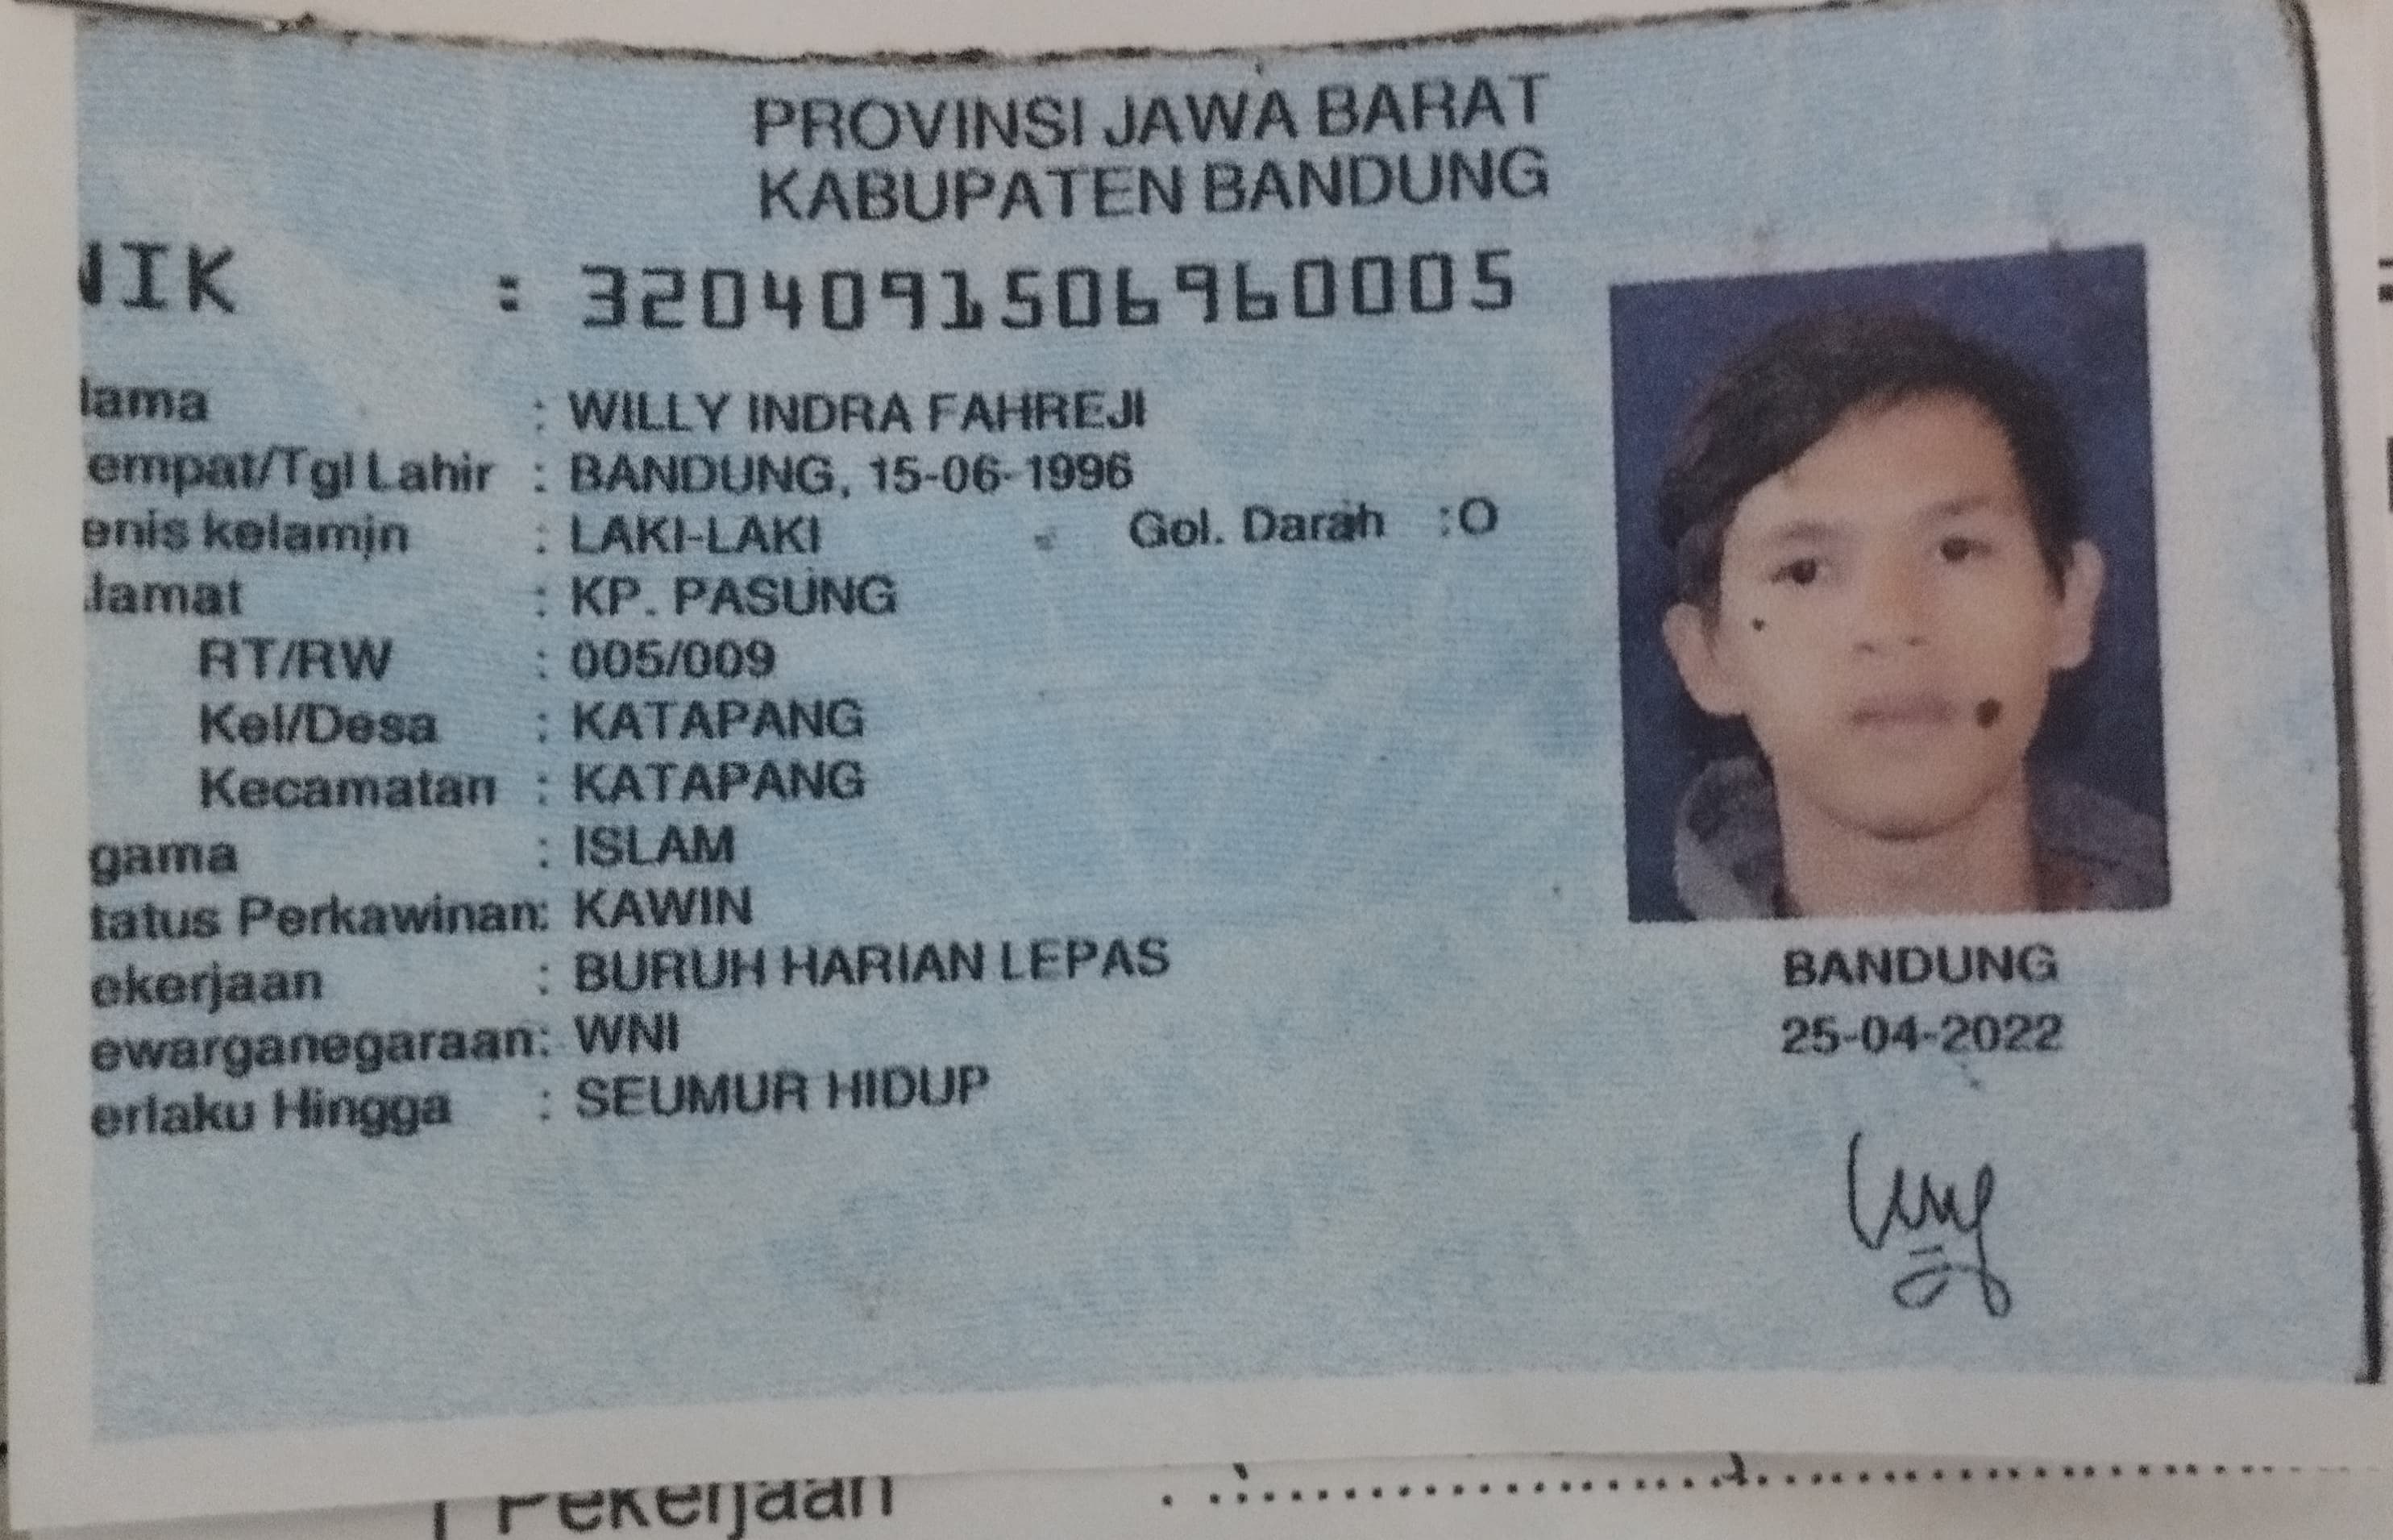 PROVINSI JAWA BARAT
KABUPATEN BANDUNG
NIK : 3204091506960005
lama : WILLY INDRA FAHREJI
empat/Tgl Lahir : BANDUNG, 15-06-1996
enis kelamin : LAKI-LAKI Gol. Darah : O
lamat : KP. PASUNG
RT/RW : 005/009
Kel/Desa : KATAPANG
Kecamatan : KATAPANG
gama : ISLAM
tatus Perkawinan: KAWIN
ekerjaan : BURUH HARIAN LEPAS
ewarganegaraan: WNI
erlaku Hingga : SEUMUR HIDUP
BANDUNG
25-04-2022
Pekerjaan